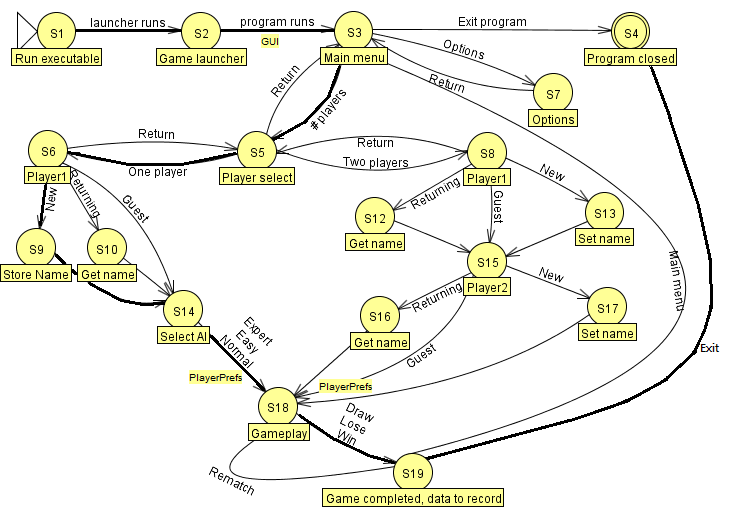 S1
Run executable
launcher runs
S2
Game launcher
program runs
GUI
S3
Main menu
Exit program
S4
Program closed
Options
Return
S7
Options
Return
# players
S6
Player1
Return
One player
S5
Player select
Return
Two players
S8
Player1
New
Returning
Guest
Returning
Guest
New
S12
Get name
S13
Set name
S9
Store Name
S10
Get name
S15
Player2
Main menu
S14
Select AI
Returning
New
S16
Get name
S17
Set name
Guest
Exit
Expert
Easy
Normal
PlayerPrefs
PlayerPrefs
S18
Gameplay
Draw
Lose
Win
Rematch
S19
Game completed, data to record